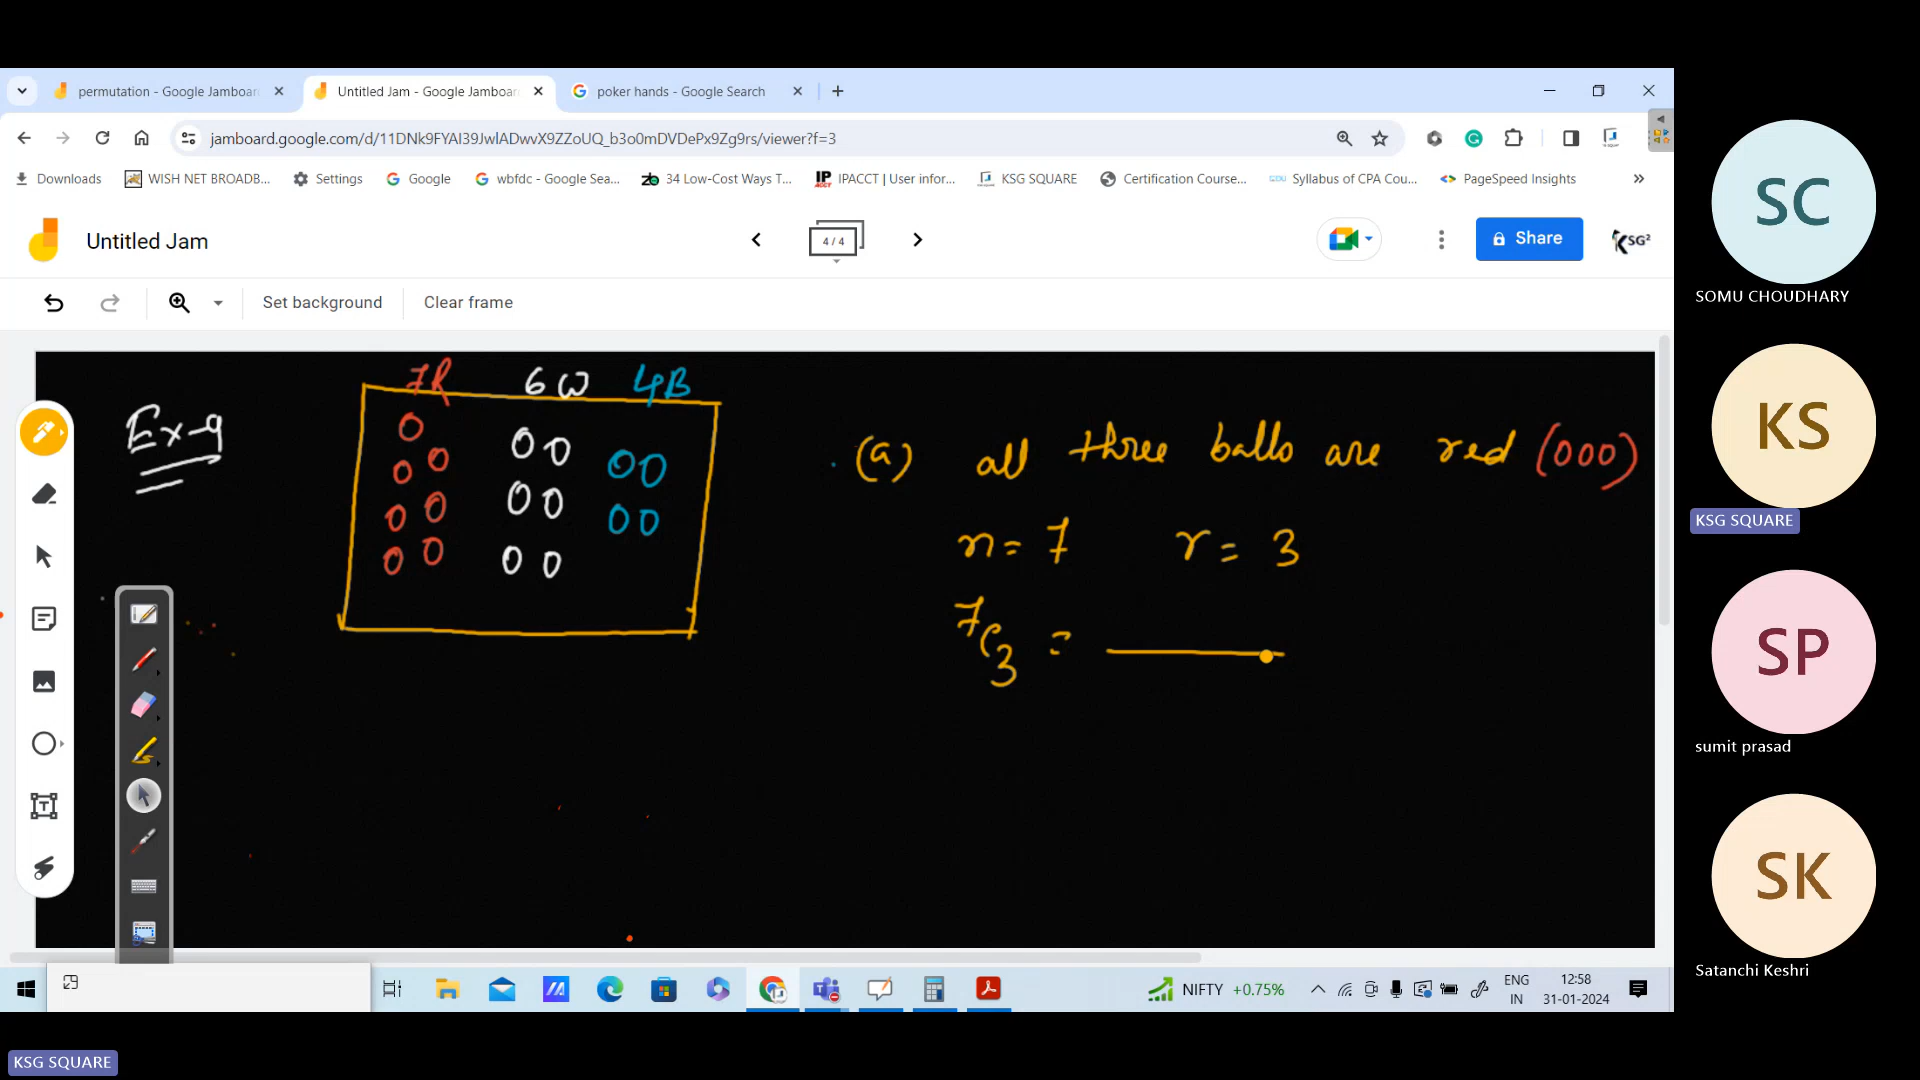 permutation - Google Jamboar
Untitled Jam - Google Jamboar
poker hands - Google Search
jamboard.google.com/d/11DNk9FYAI39JwlADwvX9ZZoUQ_b3o0mDVDePx9Zg9rs/viewer?f=3
Downloads
WISH NET BROADB...
Settings
Google
wbfdc - Google Sea...
34 Low-Cost Ways T...
IPACCT | User infor...
KSG SQUARE
Certification Course...
Syllabus of CPA Cou...
PageSpeed Insights
Untitled Jam
4 / 4
Share
KSG²
Set background
Clear frame
Ex-9
7R 6W 4B
(a) all three balls are red (000)
n = 7 r = 3
⁷C₃ =
SC
SOMU CHOUDHARY
KS
KSG SQUARE
SP
sumit prasad
SK
Satanchi Keshri
NIFTY +0.75%
ENG
IN
12:58
31-01-2024
KSG SQUARE